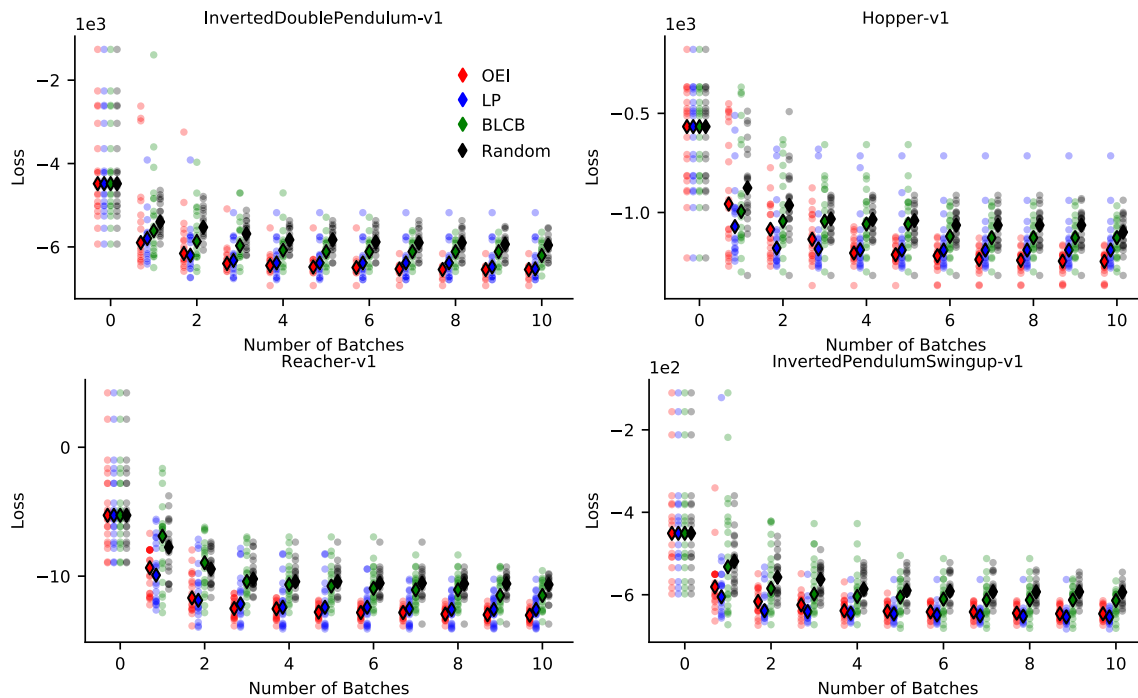 InvertedDoublePendulum-v1
1e3
−2
−4
−6
Loss
0 2 4 6 8 10
Number of Batches
OEI
LP
BLCB
Random
Hopper-v1
1e3
−0.5
−1.0
Loss
0 2 4 6 8 10
Number of Batches
Reacher-v1
0
−10
Loss
0 2 4 6 8 10
Number of Batches
InvertedPendulumSwingup-v1
1e2
−2
−4
−6
Loss
0 2 4 6 8 10
Number of Batches